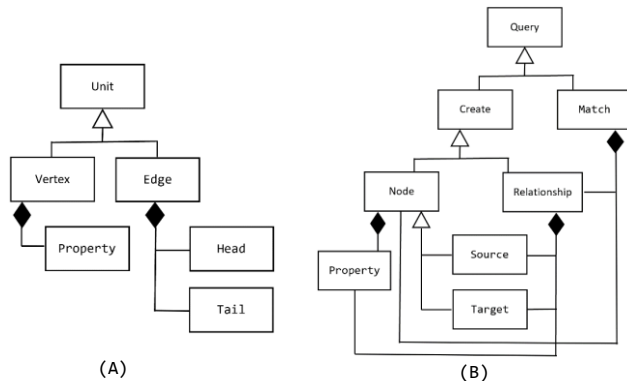 Unit
Vertex
Edge
Property
Head
Tail
(A)
Query
Create
Match
Node
Relationship
Property
Source
Target
(B)